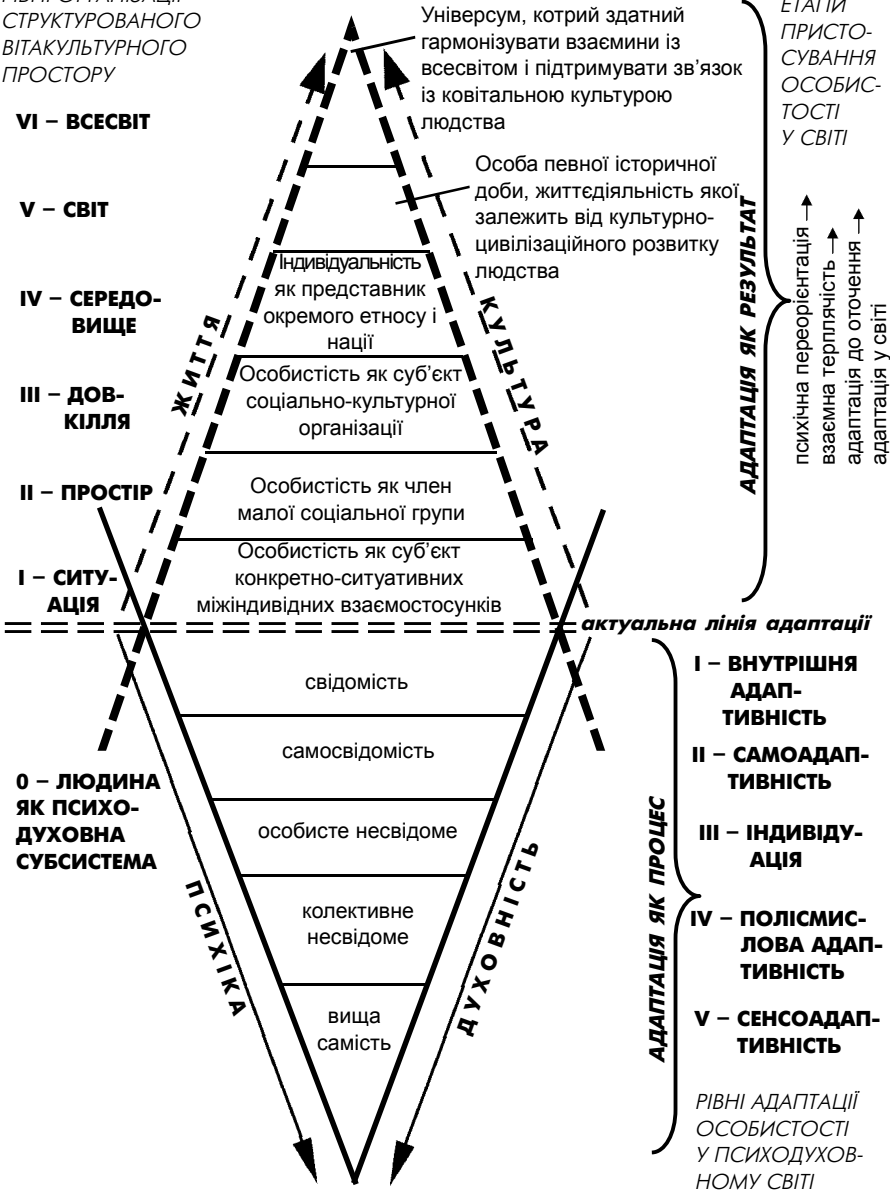 РІВНІ ОРГАНІЗАЦІЇ
СТРУКТУРОВАНОГО
ВІТАКУЛЬТУРНОГО
ПРОСТОРУ
VI – ВСЕСВІТ
V – СВІТ
IV – СЕРЕДО-
ВИЩЕ
III – ДОВ-
КІЛЛЯ
II – ПРОСТІР
I – СИТУ-
АЦІЯ
0 – ЛЮДИНА
ЯК ПСИХО-
ДУХОВНА
СУБСИСТЕМА
ЖИТТЯ
КУЛЬТУРА
Універсум, котрий здатний
гармонізувати взаємини із
всесвітом і підтримувати зв’язок
із ковітальною культурою
людства
Особа певної історичної
доби, життєдіяльність якої
залежить від культурно-
цивілізаційного розвитку
людства
Індивідуальність
як представник
окремого етносу і
нації
Особистість як суб’єкт
соціально-культурної
організації
Особистість як член
малої соціальної групи
Особистість як суб’єкт
конкретно-ситуативних
міжіндивідних взаємостосунків
актуальна лінія адаптації
свідомість
самосвідомість
особисте несвідоме
колективне
несвідоме
вища
самість
ПСИХІКА
ДУХОВНІСТЬ
ЕТАПИ
ПРИСТО-
СУВАННЯ
ОСОБИС-
ТОСТІ
У СВІТІ
АДАПТАЦІЯ ЯК РЕЗУЛЬТАТ
психічна переорієнтація →
взаємна терплячість →
адаптація до оточення →
адаптація у світі
АДАПТАЦІЯ ЯК ПРОЦЕС
I – ВНУТРІШНЯ
АДАП-
ТИВНІСТЬ
II – САМОАДАП-
ТИВНІСТЬ
III – ІНДИВІДУ-
АЦІЯ
IV – ПОЛІСМИС-
ЛОВА АДАП-
ТИВНІСТЬ
V – СЕНСОАДАП-
ТИВНІСТЬ
РІВНІ АДАПТАЦІЇ
ОСОБИСТОСТІ
У ПСИХОДУХОВ-
НОМУ СВІТІ